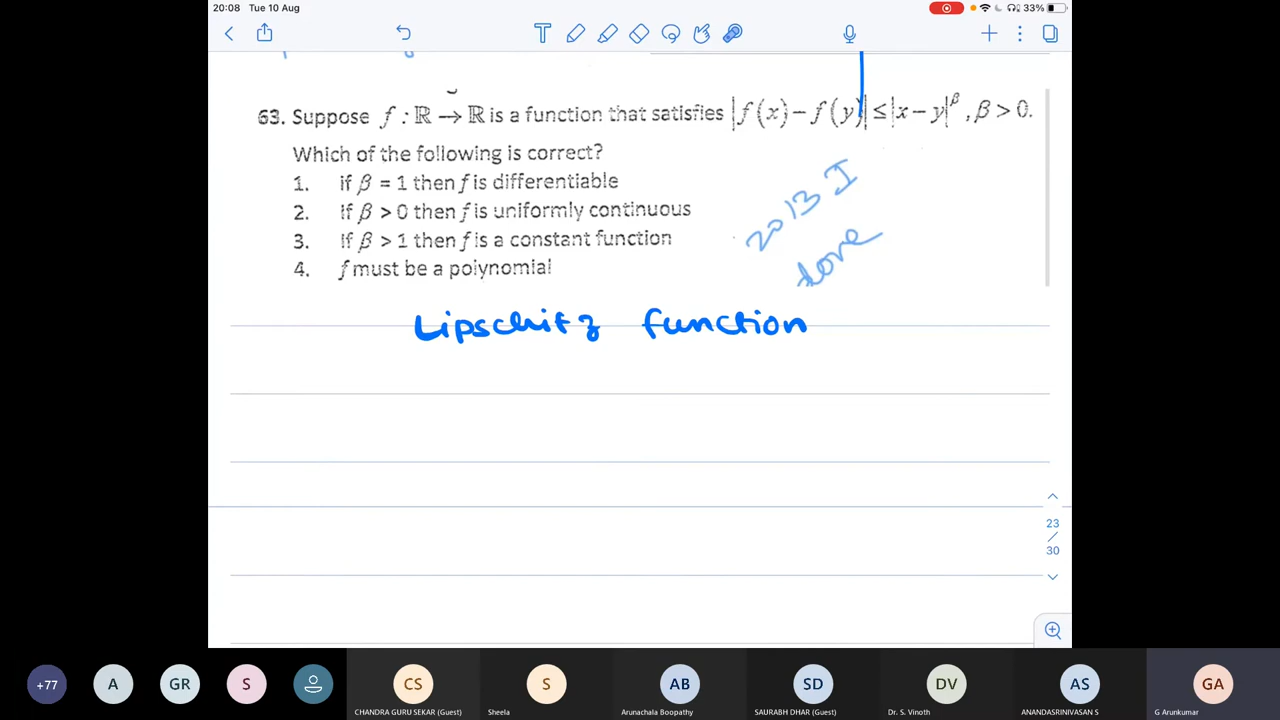 20:08 Tue 10 Aug
33%
T
63. Suppose f : ℝ → ℝ is a function that satisfies |f(x) − f(y)| ≤ |x − y|^β , β > 0.
Which of the following is correct?
1. if β = 1 then f is differentiable
2. if β > 0 then f is uniformly continuous
3. If β > 1 then f is a constant function
4. f must be a polynomial
2013 I
done
Lipschitz function
23
/
30
+77
A
GR
S
CS
S
AB
SD
DV
AS
GA
CHANDRA GURU SEKAR (Guest)
Sheela
Arunachala Boopathy
SAURABH DHAR (Guest)
Dr. S. Vinoth
ANANDASRINIVASAN S
G Arunkumar